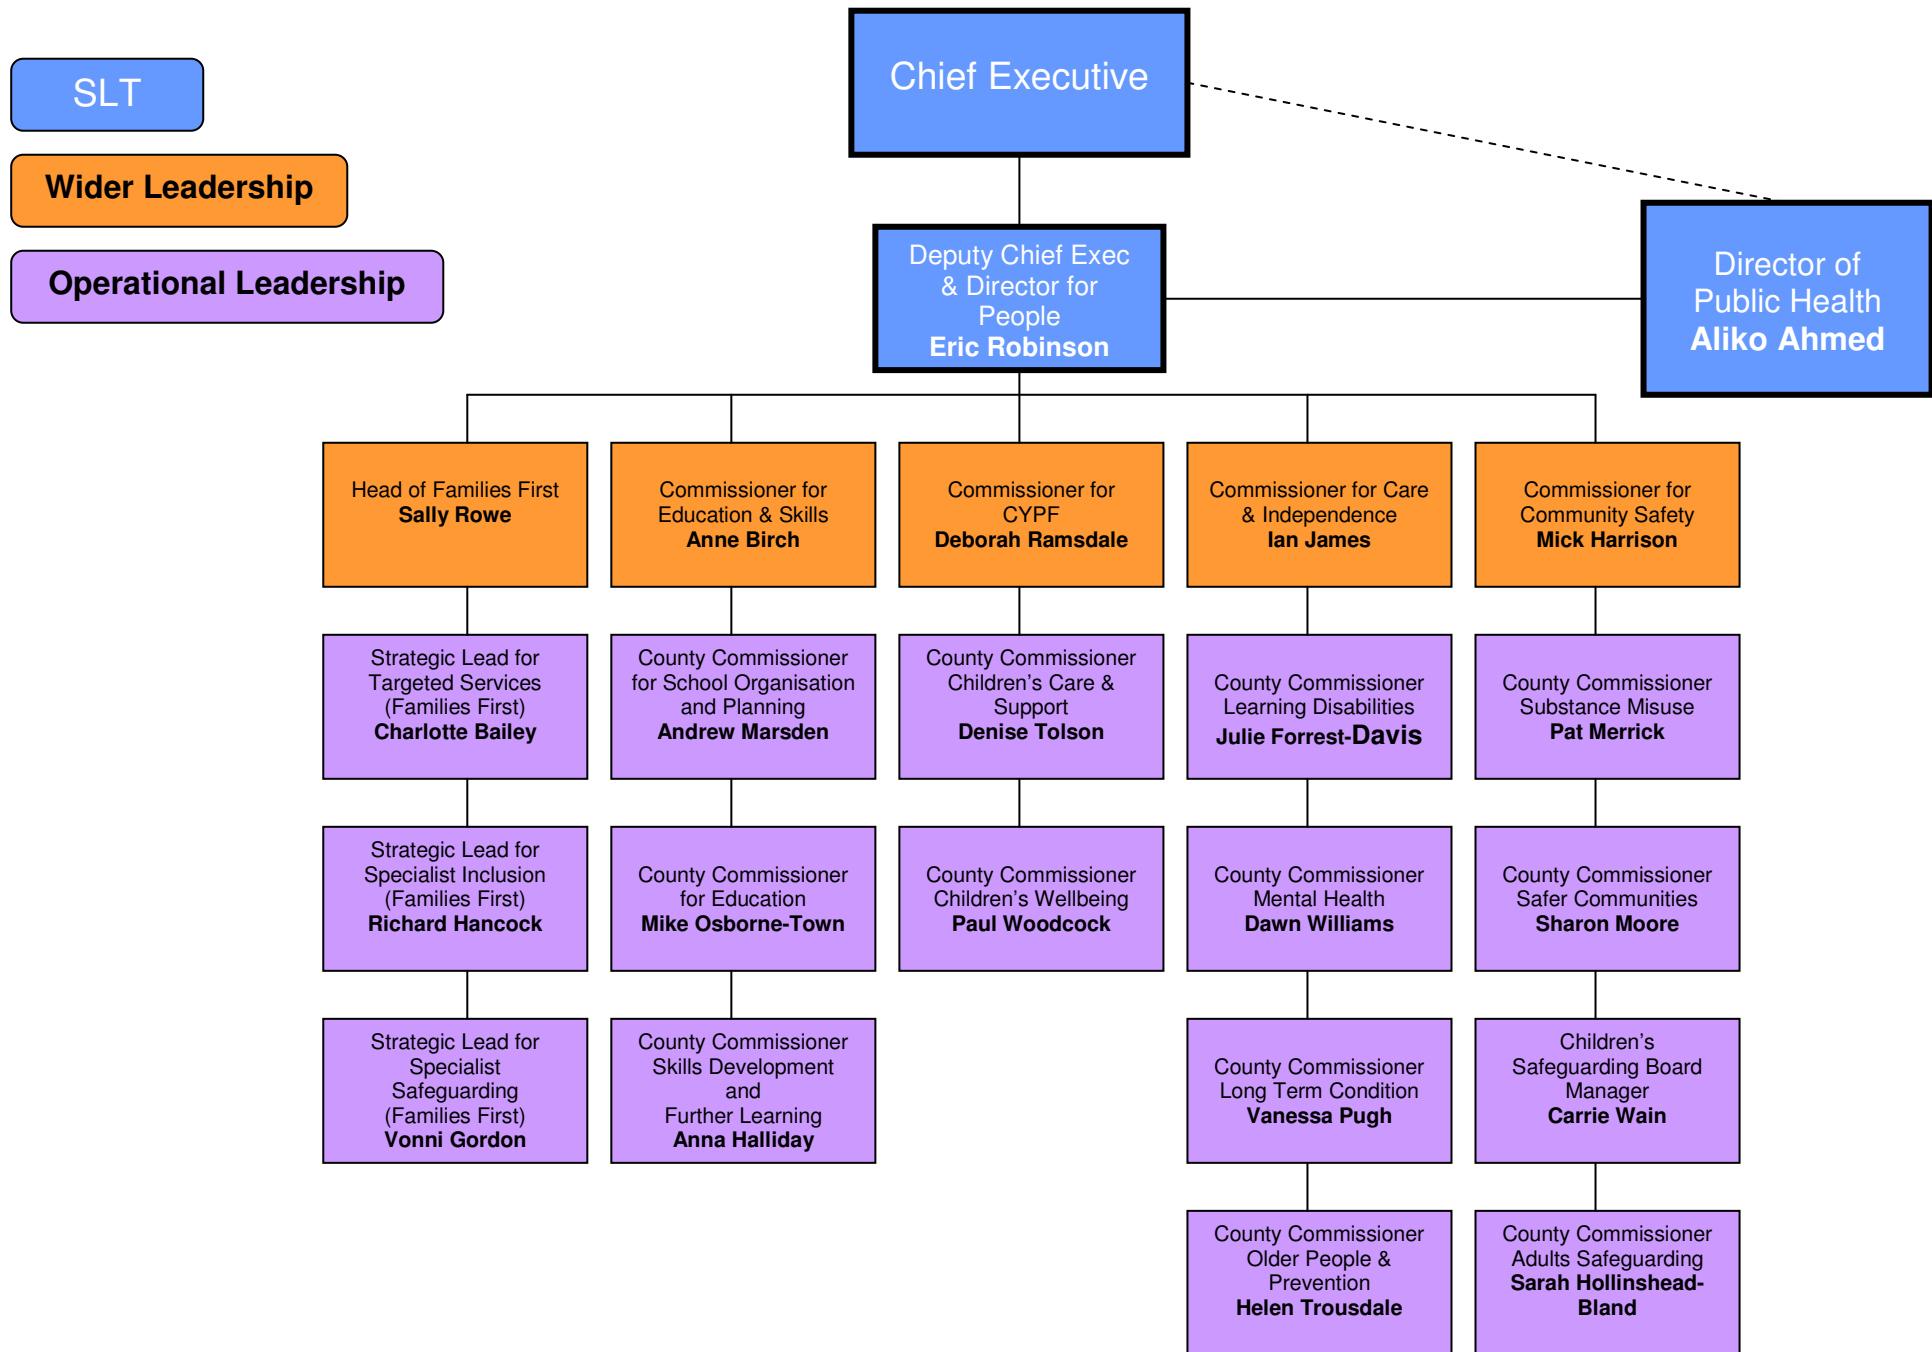 SLT
Wider Leadership
Operational Leadership
Chief Executive
Deputy Chief Exec
& Director for
People
Eric Robinson
Director of
Public Health
Aliko Ahmed
Head of Families First
Sally Rowe
Commissioner for
Education & Skills
Anne Birch
Commissioner for
CYPF
Deborah Ramsdale
Commissioner for Care
& Independence
Ian James
Commissioner for
Community Safety
Mick Harrison
Strategic Lead for
Targeted Services
(Families First)
Charlotte Bailey
County Commissioner
for School Organisation
and Planning
Andrew Marsden
County Commissioner
Children’s Care &
Support
Denise Tolson
County Commissioner
Learning Disabilities
Julie Forrest-Davis
County Commissioner
Substance Misuse
Pat Merrick
Strategic Lead for
Specialist Inclusion
(Families First)
Richard Hancock
County Commissioner
for Education
Mike Osborne-Town
County Commissioner
Children’s Wellbeing
Paul Woodcock
County Commissioner
Mental Health
Dawn Williams
County Commissioner
Safer Communities
Sharon Moore
Strategic Lead for
Specialist
Safeguarding
(Families First)
Vonni Gordon
County Commissioner
Skills Development
and
Further Learning
Anna Halliday
County Commissioner
Long Term Condition
Vanessa Pugh
Children’s
Safeguarding Board
Manager
Carrie Wain
County Commissioner
Older People &
Prevention
Helen Trousdale
County Commissioner
Adults Safeguarding
Sarah Hollinshead-
Bland